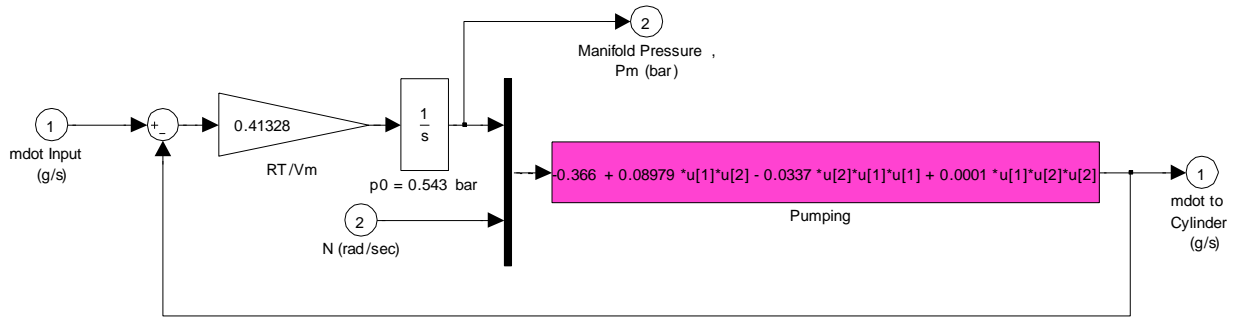 2
Manifold Pressure ,
Pm (bar)
1
mdot Input
(g/s)
+
-
0.41328
RT/Vm
1
s
p0 = 0.543 bar
2
N (rad/sec)
-0.366 + 0.08979 *u[1]*u[2] - 0.0337 *u[2]*u[1]*u[1] + 0.0001 *u[1]*u[2]*u[2]
Pumping
1
mdot to
Cylinder
(g/s)